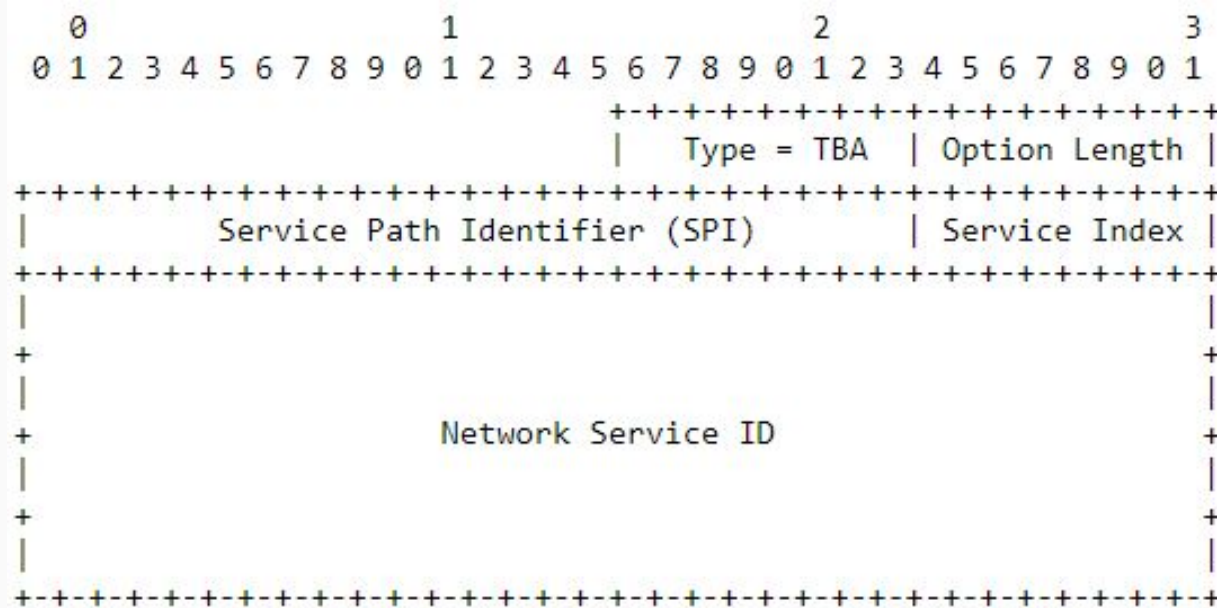 0                   1                   2                   3
 0 1 2 3 4 5 6 7 8 9 0 1 2 3 4 5 6 7 8 9 0 1 2 3 4 5 6 7 8 9 0 1
                                +-+-+-+-+-+-+-+-+-+-+-+-+-+-+-+-+
                                |   Type = TBA  | Option Length |
+-+-+-+-+-+-+-+-+-+-+-+-+-+-+-+-+-+-+-+-+-+-+-+-+-+-+-+-+-+-+-+-+
|          Service Path Identifier (SPI)        | Service Index |
+-+-+-+-+-+-+-+-+-+-+-+-+-+-+-+-+-+-+-+-+-+-+-+-+-+-+-+-+-+-+-+-+
|                                                               |
+                                                               +
|                                                               |
+                      Network Service ID                       +
|                                                               |
+                                                               +
|                                                               |
+-+-+-+-+-+-+-+-+-+-+-+-+-+-+-+-+-+-+-+-+-+-+-+-+-+-+-+-+-+-+-+-+